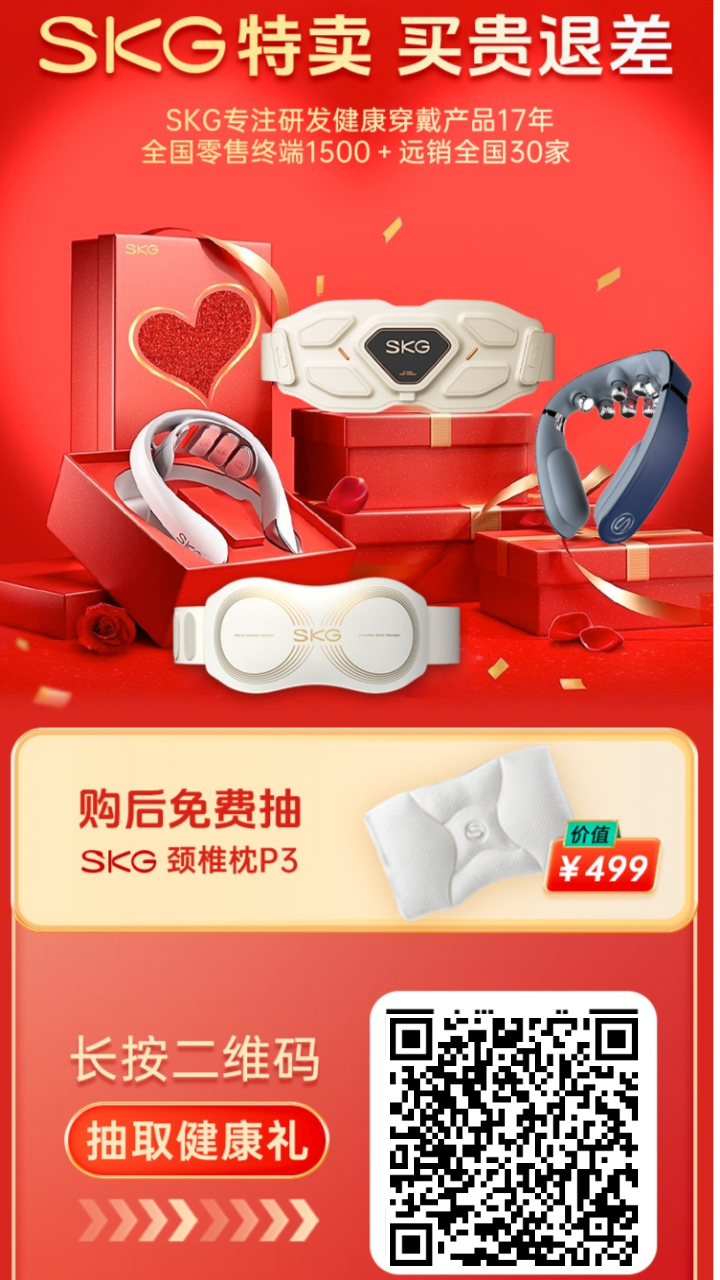 SKG特卖 买贵退差
SKG专注研发健康穿戴产品17年
全国零售终端1500+远销全国30家
SKG
SKG
SKG
SKG
购后免费抽
SKG 颈椎枕P3
价值
¥499
长按二维码
抽取健康礼